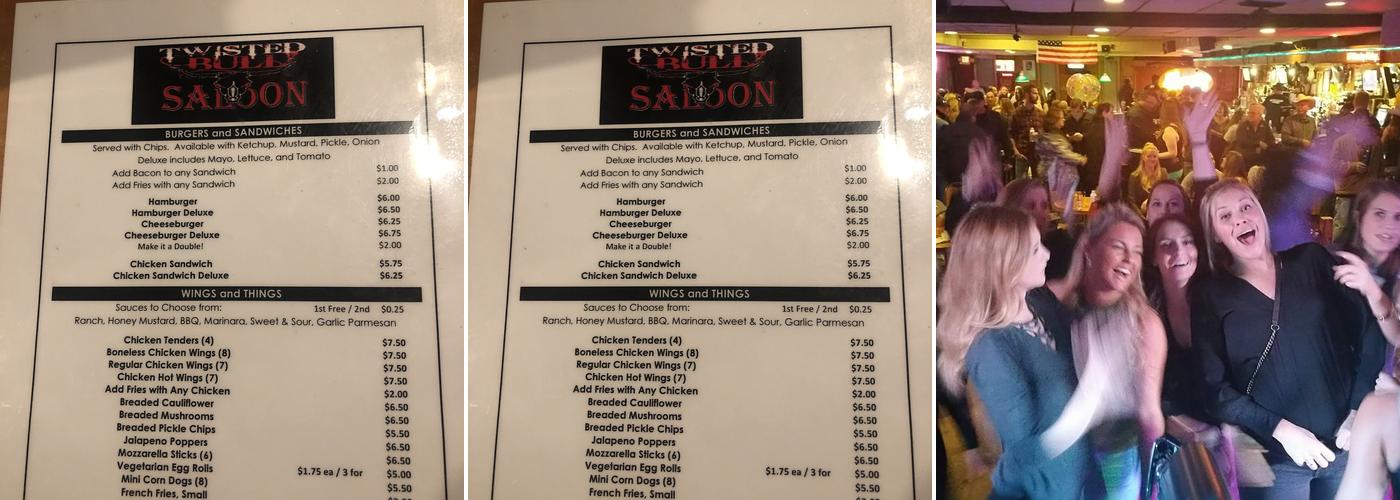 TWISTED
BULL
SALOON
BURGERS and SANDWICHES
Served with Chips. Available with Ketchup, Mustard, Pickle, Onion
Deluxe includes Mayo, Lettuce, and Tomato
Add Bacon to any Sandwich $1.00
Add Fries with any Sandwich $2.00
Hamburger $6.00
Hamburger Deluxe $6.50
Cheeseburger $6.25
Cheeseburger Deluxe $6.75
Make it a Double! $2.00
Chicken Sandwich $5.75
Chicken Sandwich Deluxe $6.25
WINGS and THINGS
Sauces to Choose from: 1st Free / 2nd $0.25
Ranch, Honey Mustard, BBQ, Marinara, Sweet & Sour, Garlic Parmesan
Chicken Tenders (4) $7.50
Boneless Chicken Wings (8) $7.50
Regular Chicken Wings (7) $7.50
Chicken Hot Wings (7) $7.50
Add Fries with Any Chicken $2.00
Breaded Cauliflower $6.50
Breaded Mushrooms $6.50
Breaded Pickle Chips $5.50
Jalapeno Poppers $6.50
Mozzarella Sticks (6) $6.50
Vegetarian Egg Rolls $1.75 ea / 3 for $5.00
Mini Corn Dogs (8) $5.50
French Fries, Small
TWISTED
BULL
SALOON
BURGERS and SANDWICHES
Served with Chips. Available with Ketchup, Mustard, Pickle, Onion
Deluxe includes Mayo, Lettuce, and Tomato
Add Bacon to any Sandwich $1.00
Add Fries with any Sandwich $2.00
Hamburger $6.00
Hamburger Deluxe $6.50
Cheeseburger $6.25
Cheeseburger Deluxe $6.75
Make it a Double! $2.00
Chicken Sandwich $5.75
Chicken Sandwich Deluxe $6.25
WINGS and THINGS
Sauces to Choose from: 1st Free / 2nd $0.25
Ranch, Honey Mustard, BBQ, Marinara, Sweet & Sour, Garlic Parmesan
Chicken Tenders (4) $7.50
Boneless Chicken Wings (8) $7.50
Regular Chicken Wings (7) $7.50
Chicken Hot Wings (7) $7.50
Add Fries with Any Chicken $2.00
Breaded Cauliflower $6.50
Breaded Mushrooms $6.50
Breaded Pickle Chips $5.50
Jalapeno Poppers $6.50
Mozzarella Sticks (6) $6.50
Vegetarian Egg Rolls $1.75 ea / 3 for $5.00
Mini Corn Dogs (8) $5.50
French Fries, Small